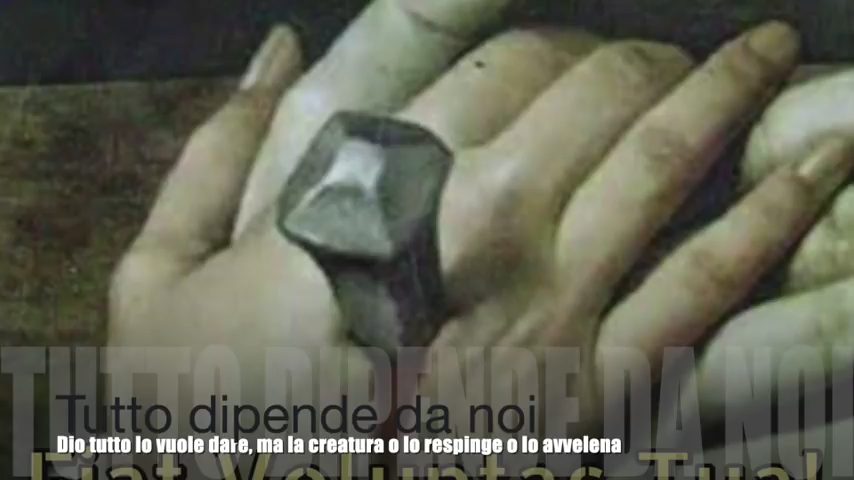 TUTTO DIPENDE DA NOI
Tutto dipende da noi
Dio tutto lo vuole dare, ma la creatura o lo respinge o lo avvelena
Fiat Voluntas Tua!